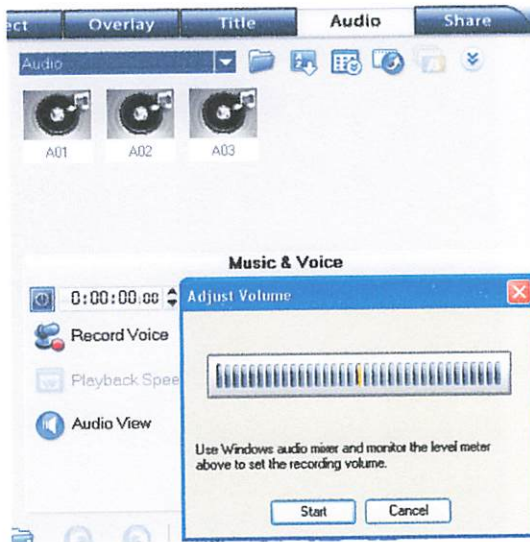 ect Overlay Title Audio Share
Audio
A01 A02 A03
Music & Voice
0:00:00.00
Adjust Volume
Record Voice
Playback Spee
Audio View
Use Windows audio mixer and monitor the level meter
above to set the recording volume.
Start Cancel